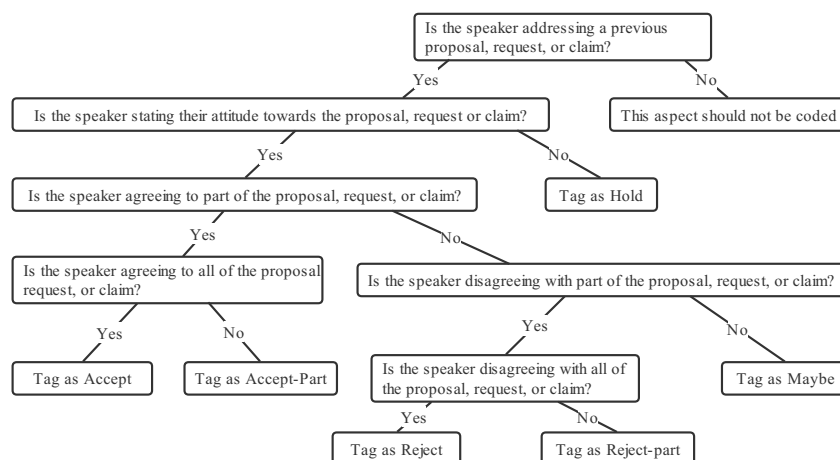 Is the speaker addressing a previous
proposal, request, or claim?
Yes
No
Is the speaker stating their attitude towards the proposal, request or claim?
This aspect should not be coded
Yes
No
Is the speaker agreeing to part of the proposal, request, or claim?
Tag as Hold
Yes
No
Is the speaker agreeing to all of the proposal
request, or claim?
Is the speaker disagreeing with part of the proposal, request, or claim?
Yes
No
Yes
No
Tag as Accept
Tag as Accept-Part
Is the speaker disagreeing with all of
the proposal, request, or claim?
Tag as Maybe
Yes
No
Tag as Reject
Tag as Reject-part